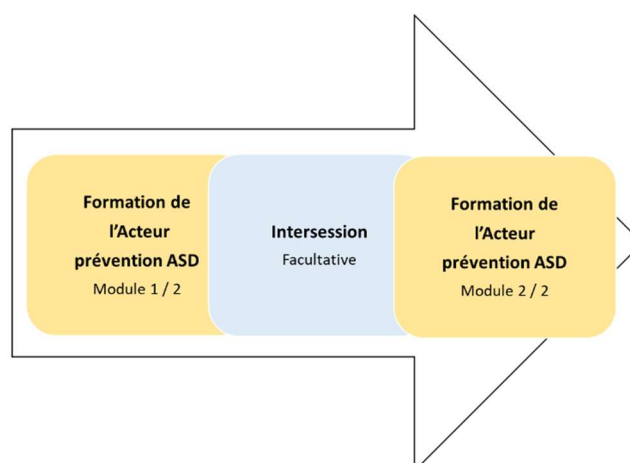 Formation de
l'Acteur
prévention ASD
Module 1 / 2
Intersession
Facultative
Formation de
l'Acteur
prévention ASD
Module 2 / 2